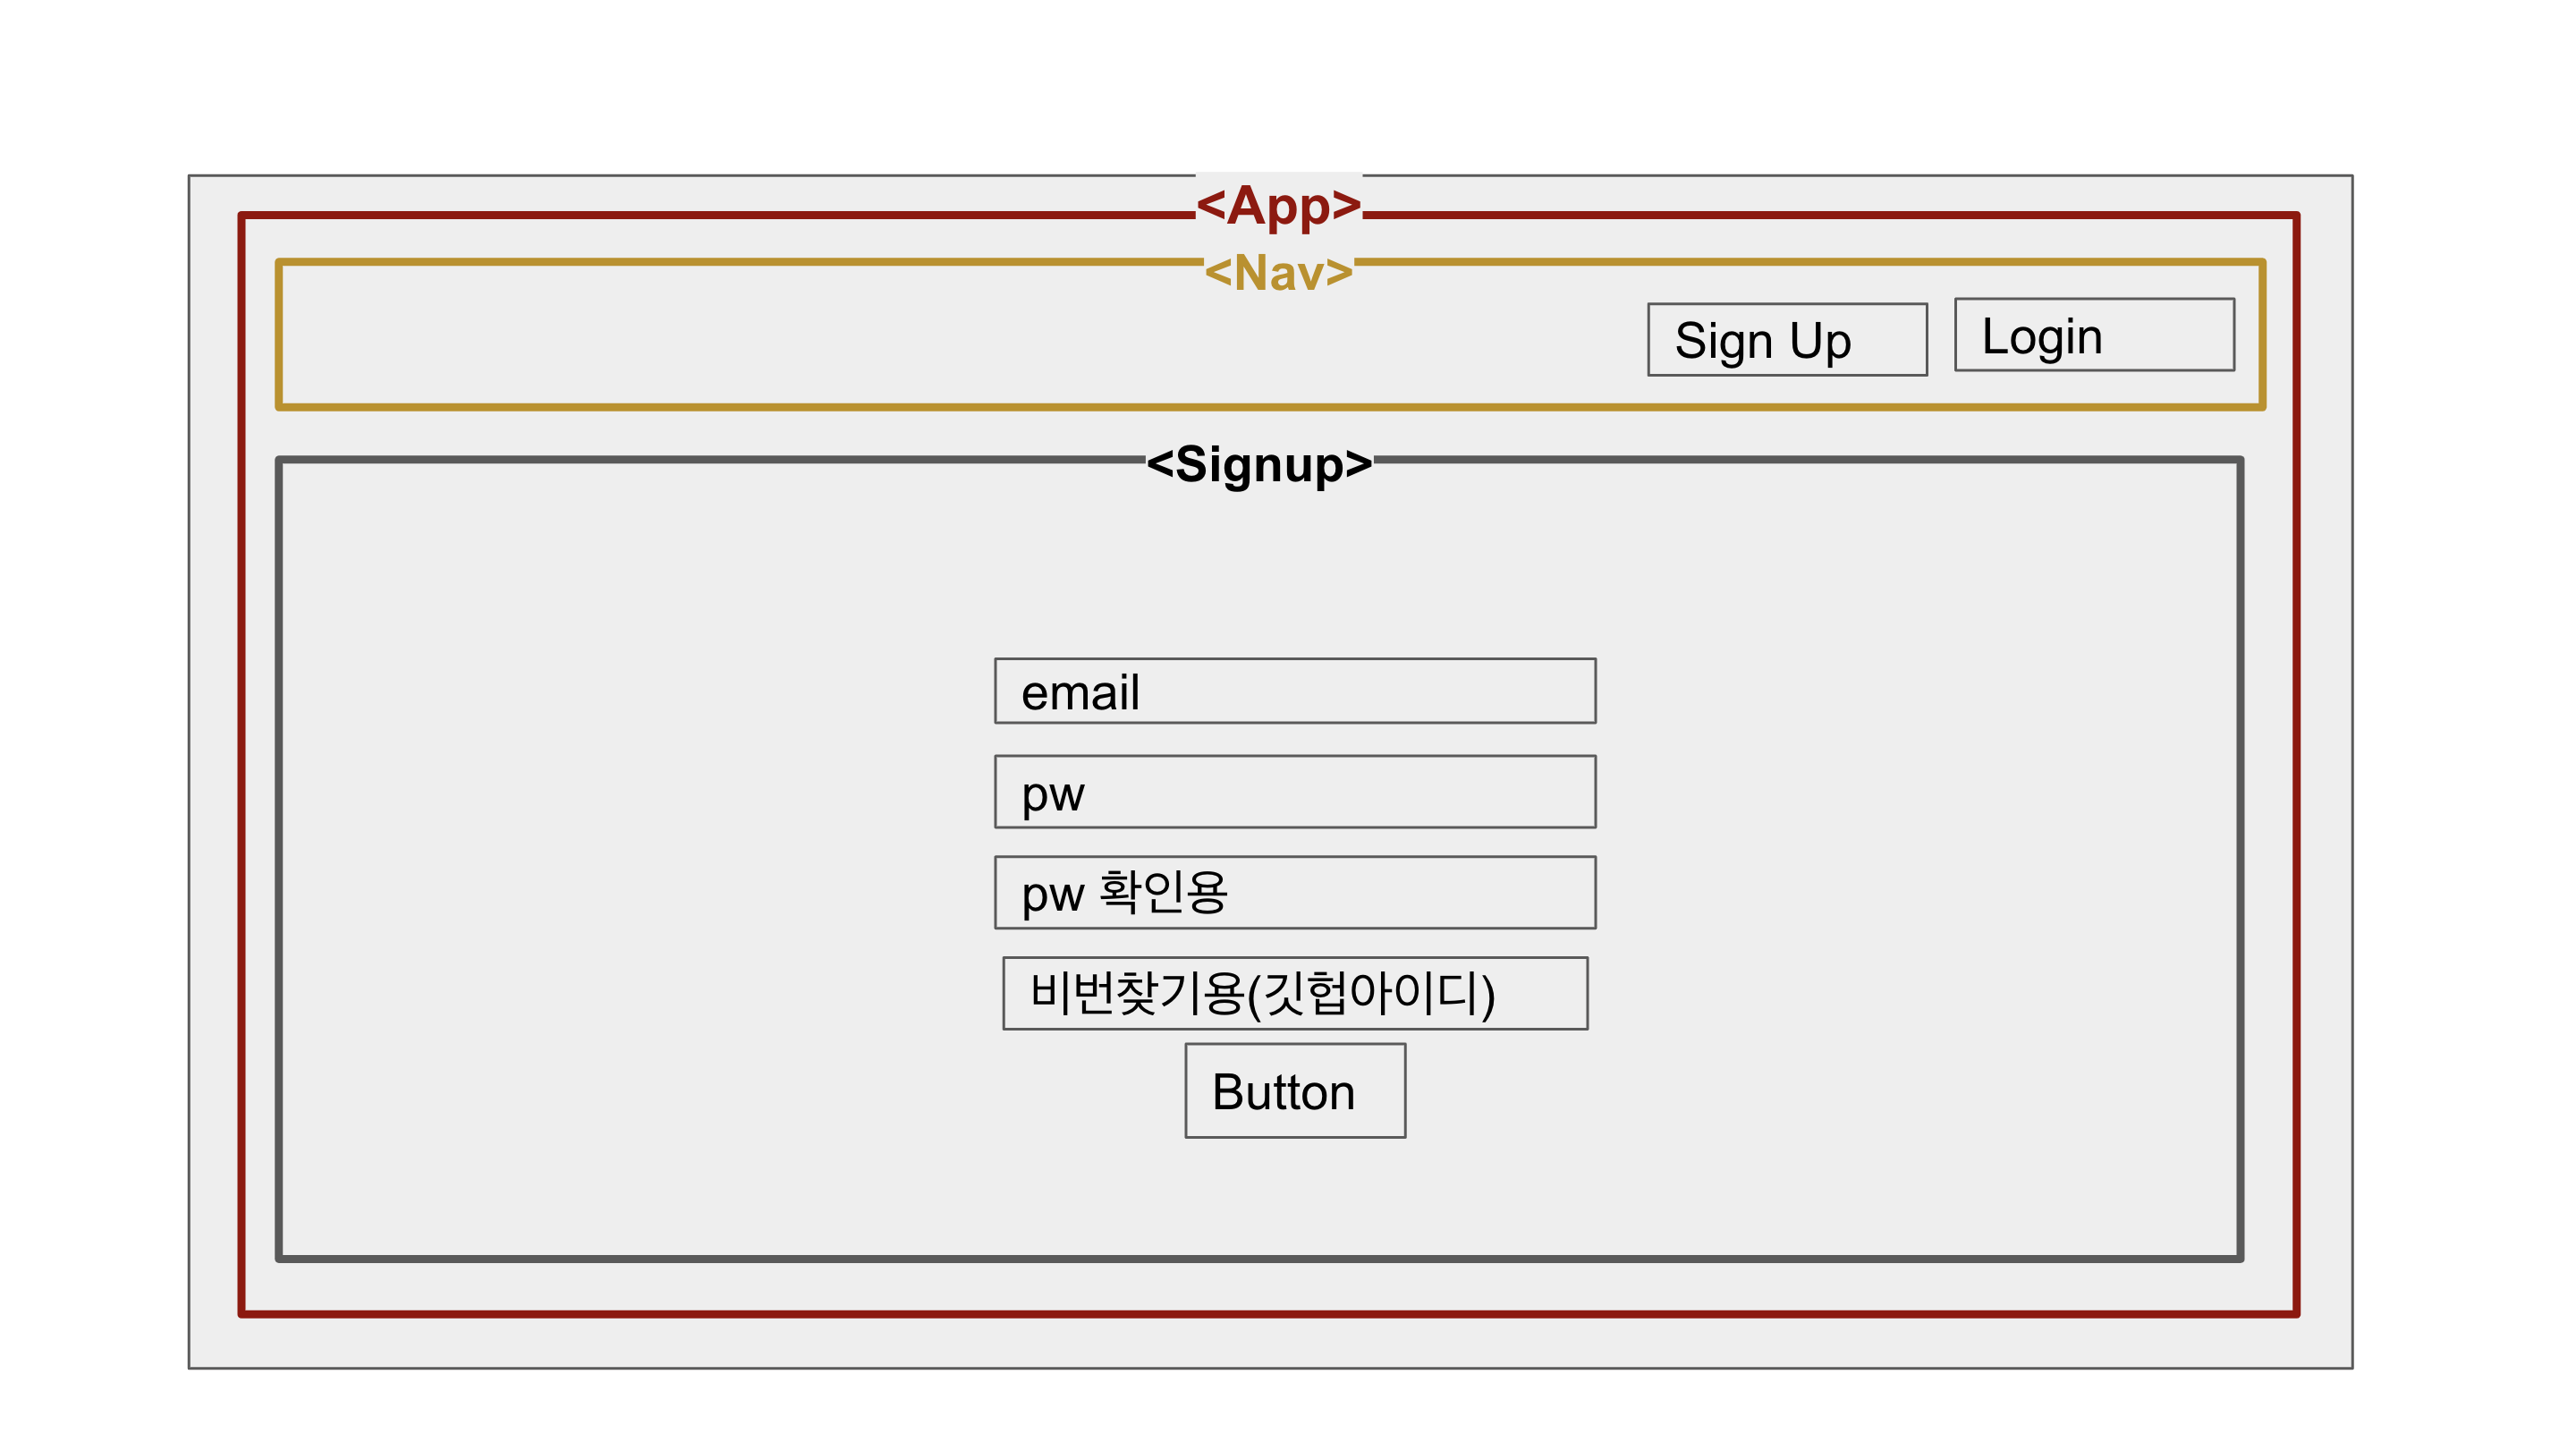 <App>
<Nav>
Sign Up
Login
<Signup>
email
pw
pw 확인용
비번찾기용(깃헙아이디)
Button